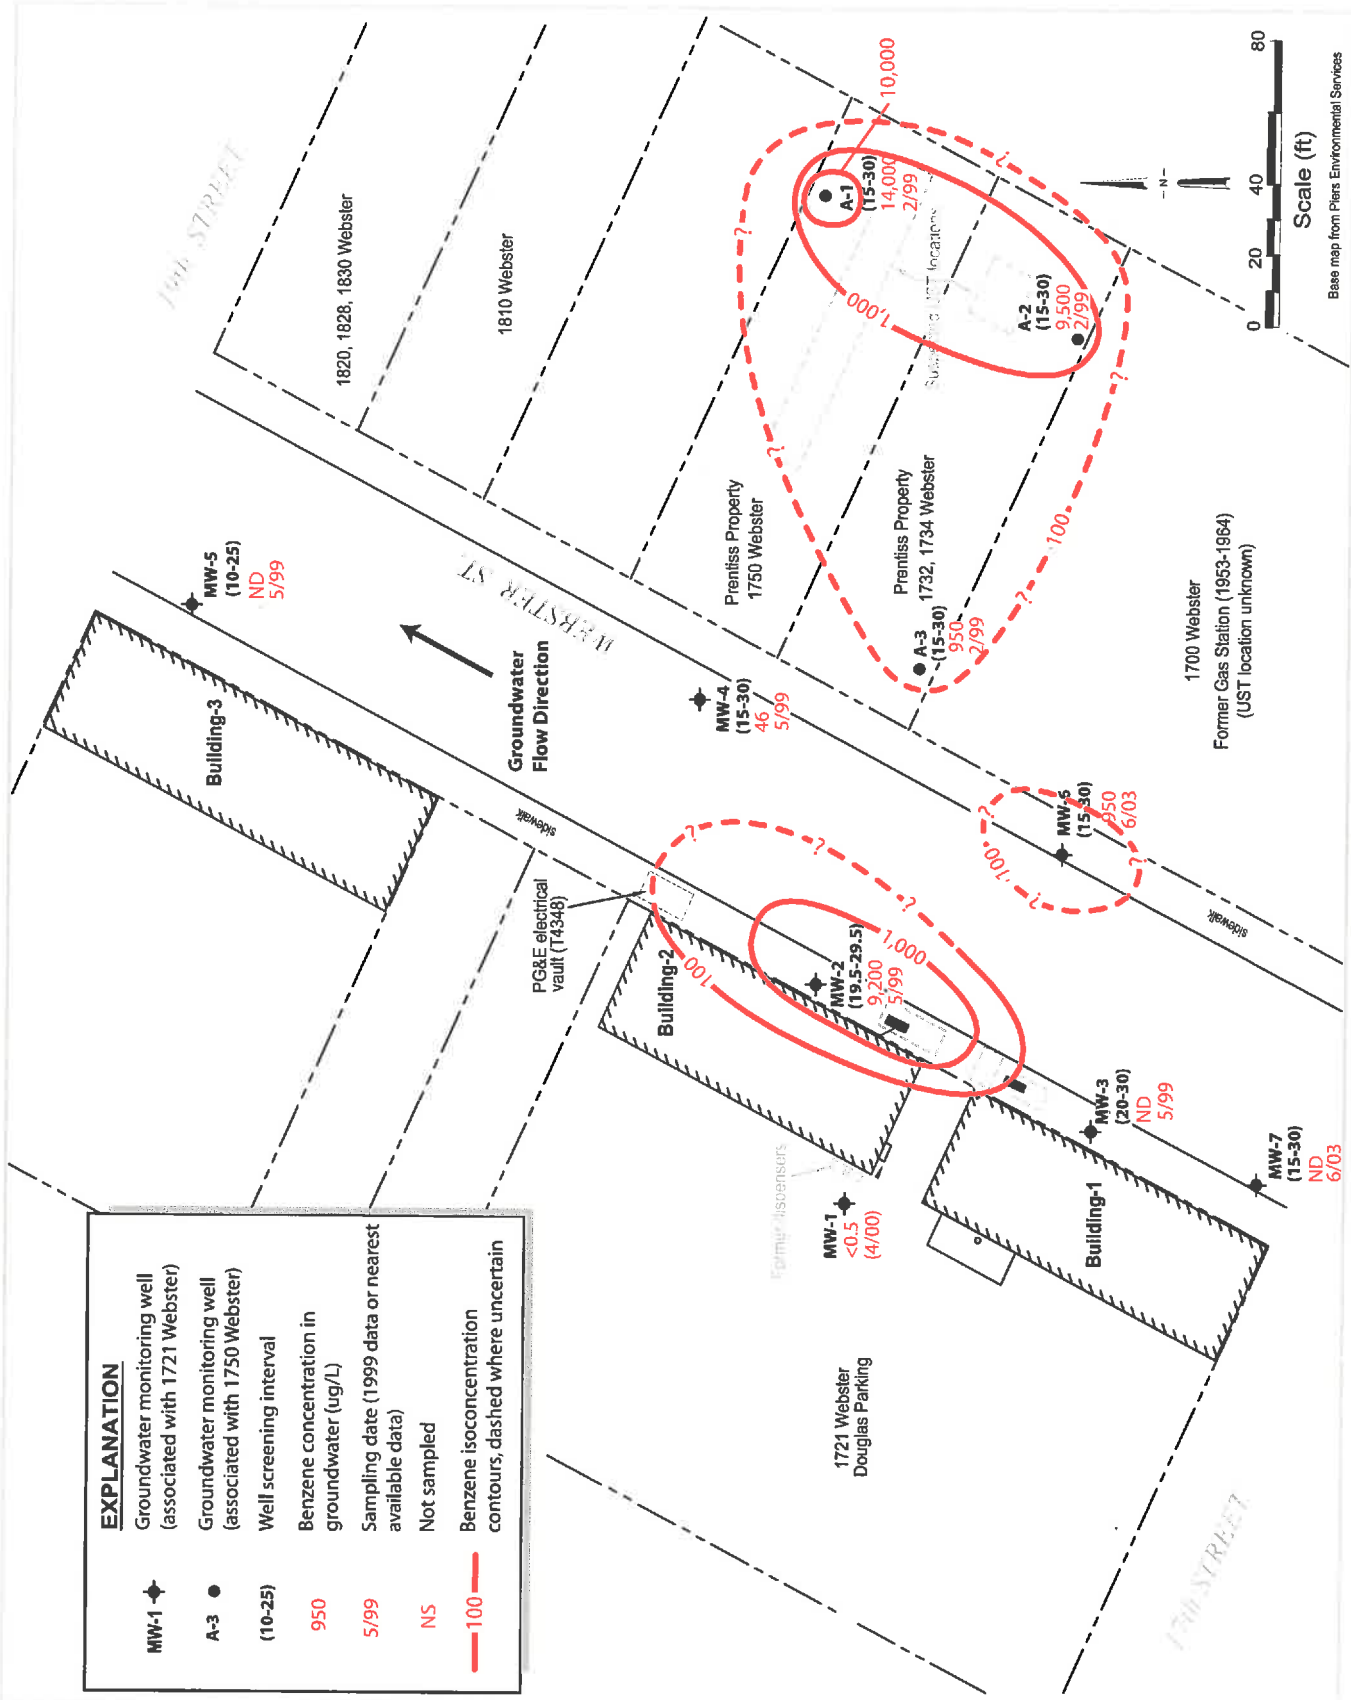 EXPLANATION
MW-1
Groundwater monitoring well
(associated with 1721 Webster)
A-3
Groundwater monitoring well
(associated with 1750 Webster)
(10-25)
Well screening interval
950
Benzene concentration in
groundwater (ug/L)
5/99
Sampling date (1999 data or nearest
available data)
NS
Not sampled
100
Benzene isoconcentration
contours, dashed where uncertain
17th STREET
1721 Webster
Douglas Parking
Building-1
MW-7
(15-30)
ND
6/03
MW-3
(20-30)
ND
5/99
MW-1
<0.5
(4/00)
Former dispensers
Building-2
MW-2
(19.5-29.5)
9,200
5/99
1,000
100
?
?
?
PG&E electrical
vault (T4348)
sidewalk
sidewalk
Building-3
Groundwater
Flow Direction
WEBSTER ST.
MW-5
(10-25)
ND
5/99
MW-4
(15-30)
46
5/99
MW-6
(15-30)
950
6/03
100
?
?
?
1700 Webster
Former Gas Station (1953-1964)
(UST location unknown)
A-3
(15-30)
950
2/99
Prentiss Property
1732, 1734 Webster
Prentiss Property
1750 Webster
100
?
?
?
?
?
?
1,000
A-2
(15-30)
9,500
2/99
UST locations
A-1
(15-30)
14,000
2/99
10,000
1810 Webster
1820, 1828, 1830 Webster
19th STREET
-N-
0 20 40 80
Scale (ft)
Base map from Piers Environmental Services